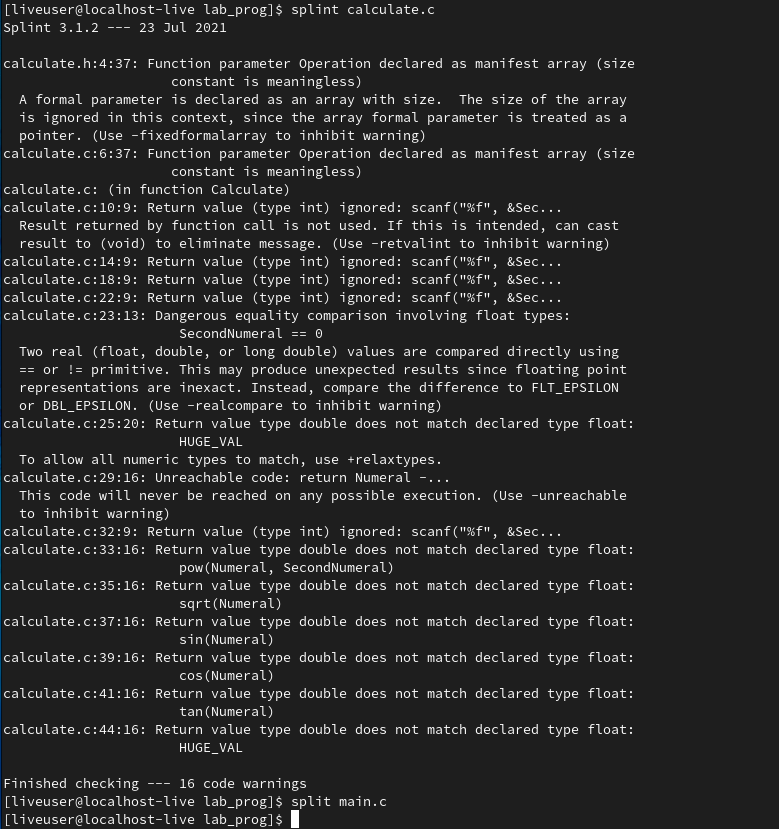 [liveuser@localhost-live lab_prog]$ splint calculate.c
Splint 3.1.2 --- 23 Jul 2021
calculate.h:4:37: Function parameter Operation declared as manifest array (size
constant is meaningless)
A formal parameter is declared as an array with size.  The size of the array
is ignored in this context, since the array formal parameter is treated as a
pointer. (Use -fixedformalarray to inhibit warning)
calculate.c:6:37: Function parameter Operation declared as manifest array (size
constant is meaningless)
calculate.c: (in function Calculate)
calculate.c:10:9: Return value (type int) ignored: scanf("%f", &Sec...
Result returned by function call is not used. If this is intended, can cast
result to (void) to eliminate message. (Use -retvalint to inhibit warning)
calculate.c:14:9: Return value (type int) ignored: scanf("%f", &Sec...
calculate.c:18:9: Return value (type int) ignored: scanf("%f", &Sec...
calculate.c:22:9: Return value (type int) ignored: scanf("%f", &Sec...
calculate.c:23:13: Dangerous equality comparison involving float types:
SecondNumeral == 0
Two real (float, double, or long double) values are compared directly using
== or != primitive. This may produce unexpected results since floating point
representations are inexact. Instead, compare the difference to FLT_EPSILON
or DBL_EPSILON. (Use -realcompare to inhibit warning)
calculate.c:25:20: Return value type double does not match declared type float:
HUGE_VAL
To allow all numeric types to match, use +relaxtypes.
calculate.c:29:16: Unreachable code: return Numeral -...
This code will never be reached on any possible execution. (Use -unreachable
to inhibit warning)
calculate.c:32:9: Return value (type int) ignored: scanf("%f", &Sec...
calculate.c:33:16: Return value type double does not match declared type float:
pow(Numeral, SecondNumeral)
calculate.c:35:16: Return value type double does not match declared type float:
sqrt(Numeral)
calculate.c:37:16: Return value type double does not match declared type float:
sin(Numeral)
calculate.c:39:16: Return value type double does not match declared type float:
cos(Numeral)
calculate.c:41:16: Return value type double does not match declared type float:
tan(Numeral)
calculate.c:44:16: Return value type double does not match declared type float:
HUGE_VAL
Finished checking --- 16 code warnings
[liveuser@localhost-live lab_prog]$ split main.c
[liveuser@localhost-live lab_prog]$